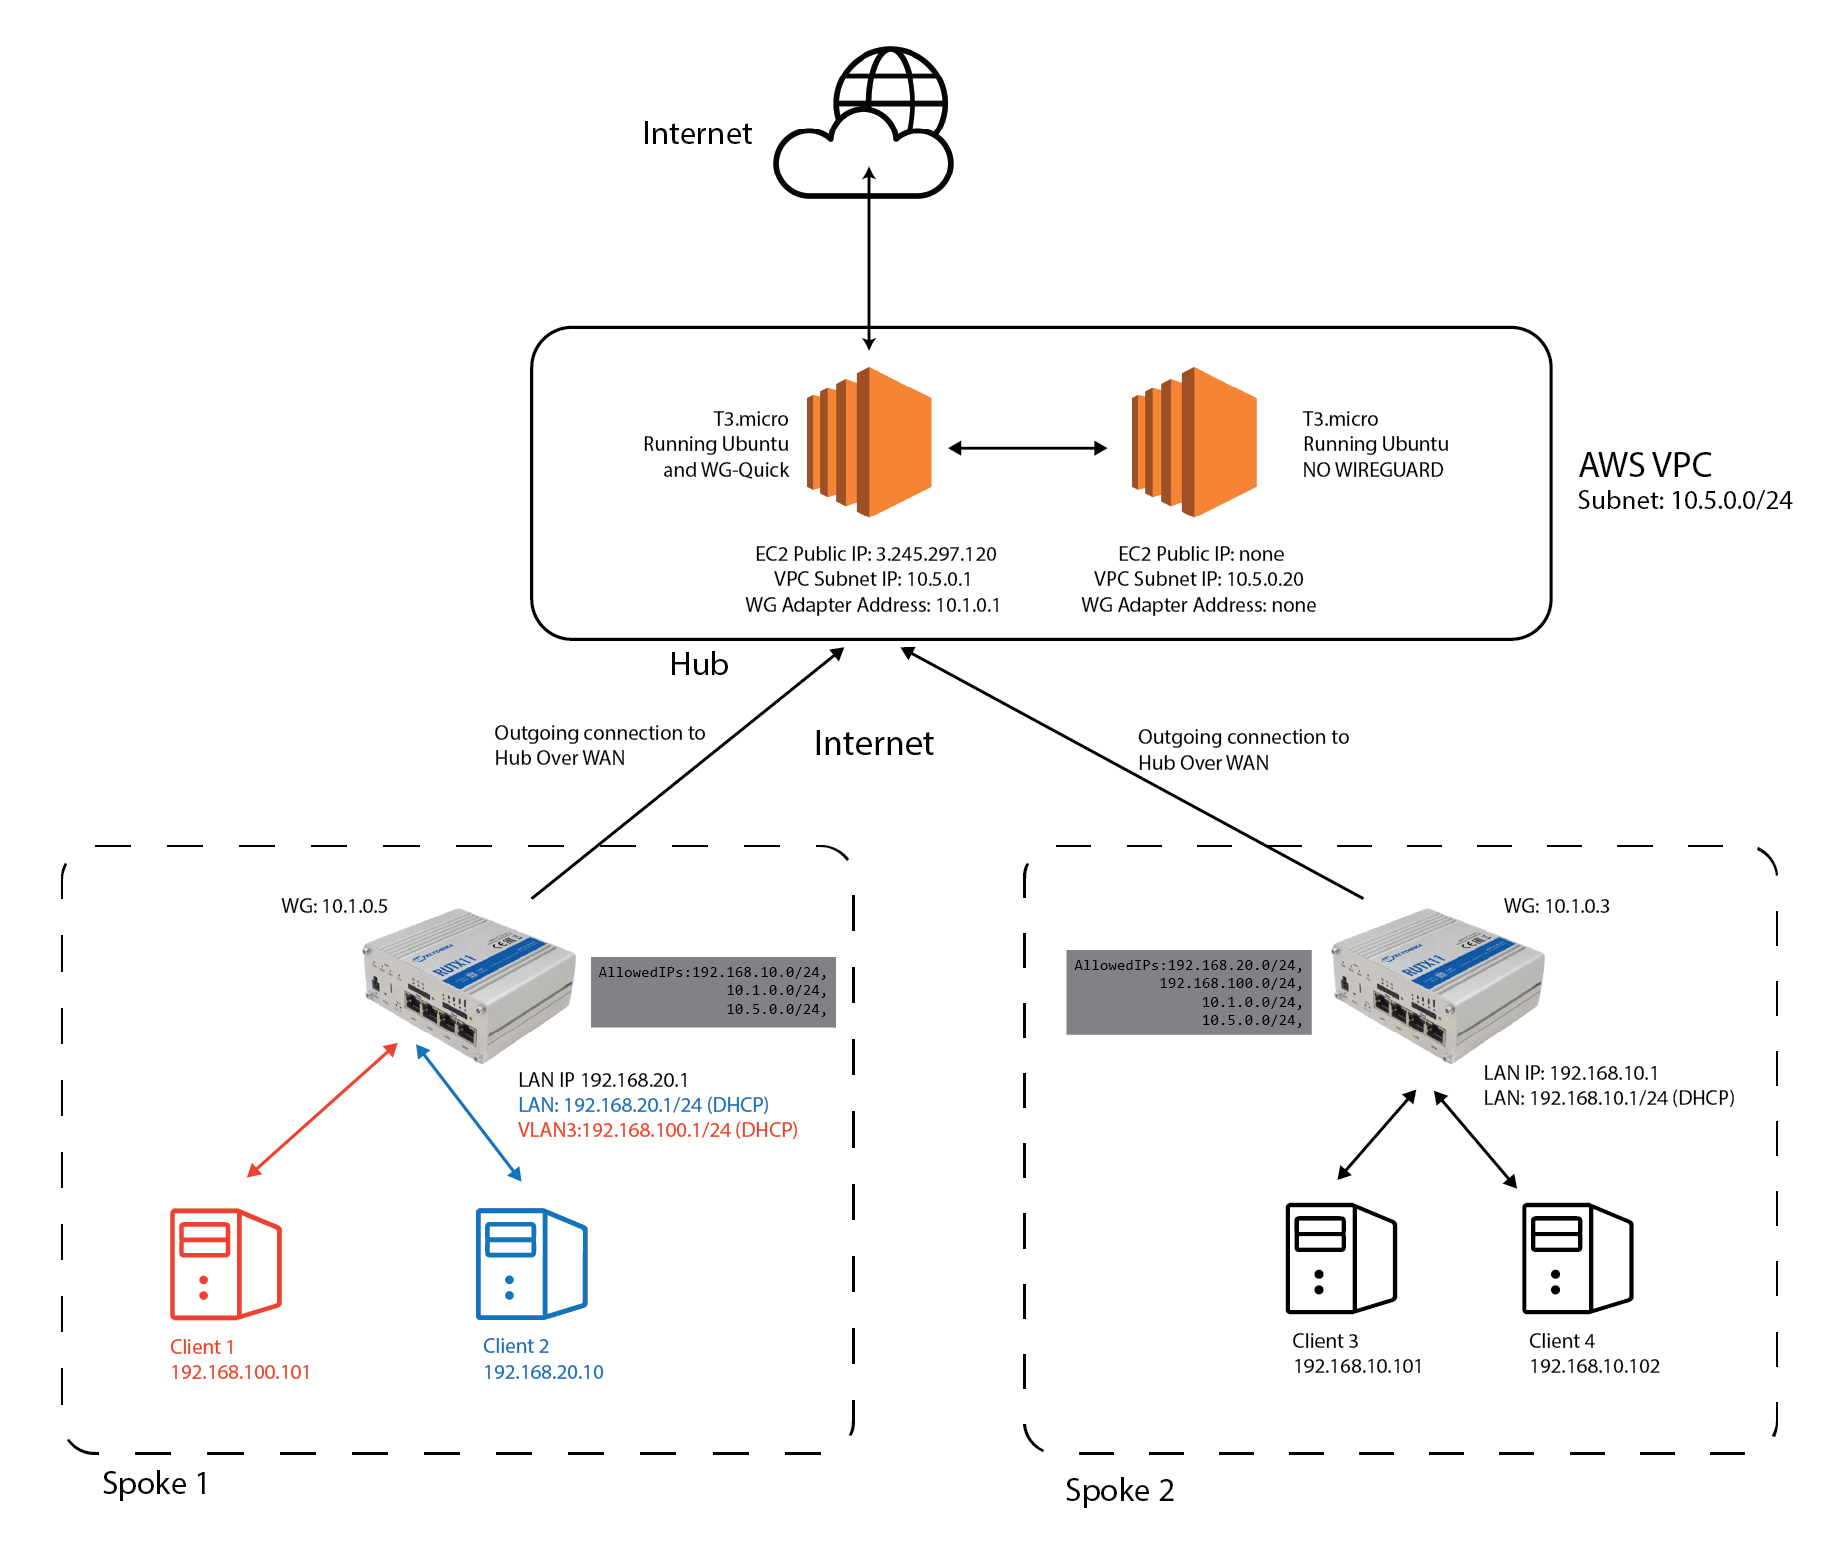 Internet
T3.micro
Running Ubuntu
and WG-Quick
T3.micro
Running Ubuntu
NO WIREGUARD
AWS VPC
Subnet: 10.5.0.0/24
EC2 Public IP: 3.245.297.120
VPC Subnet IP: 10.5.0.1
WG Adapter Address: 10.1.0.1
EC2 Public IP: none
VPC Subnet IP: 10.5.0.20
WG Adapter Address: none
Hub
Outgoing connection to
Hub Over WAN
Internet
Outgoing connection to
Hub Over WAN
WG: 10.1.0.5
TELTONIKA
RUTX11
AllowedIPs:192.168.10.0/24,
10.1.0.0/24,
10.5.0.0/24,
LAN IP 192.168.20.1
LAN: 192.168.20.1/24 (DHCP)
VLAN3:192.168.100.1/24 (DHCP)
Client 1
192.168.100.101
Client 2
192.168.20.10
Spoke 1
WG: 10.1.0.3
AllowedIPs:192.168.20.0/24,
192.168.100.0/24,
10.1.0.0/24,
10.5.0.0/24,
TELTONIKA
RUTX11
LAN IP: 192.168.10.1
LAN: 192.168.10.1/24 (DHCP)
Client 3
192.168.10.101
Client 4
192.168.10.102
Spoke 2